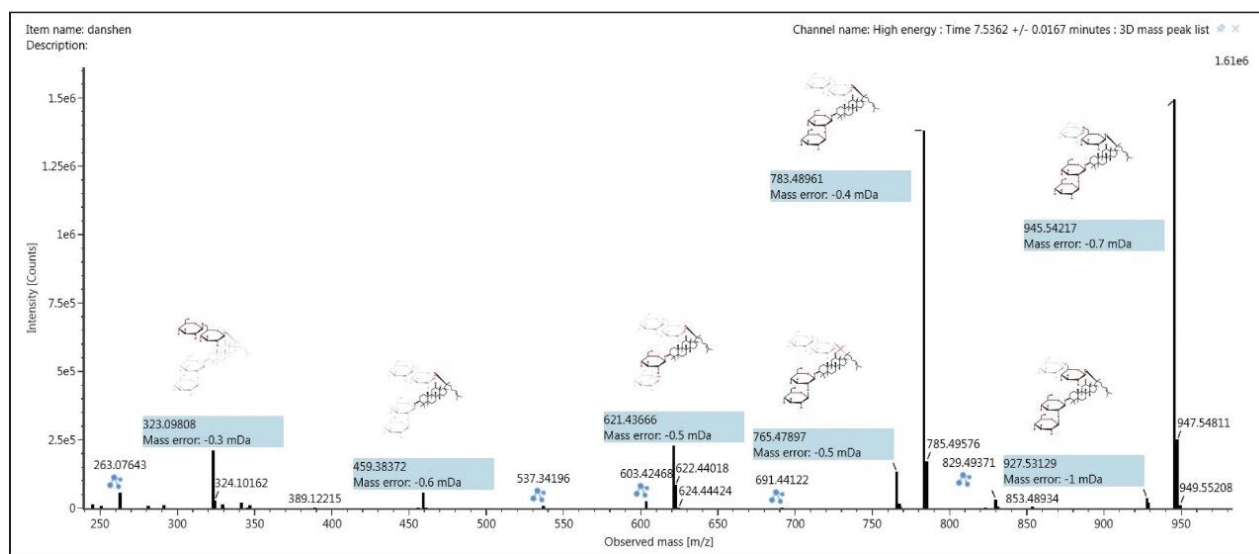 Item name: danshen
Channel name: High energy : Time 7.5362 +/- 0.0167 minutes : 3D mass peak list
Description:
1.61e6
1.5e6
1.25e6
1e6
7.5e5
5e5
2.5e5
0
Intensity [Counts]
783.48961
Mass error: -0.4 mDa
945.54217
Mass error: -0.7 mDa
323.09808
Mass error: -0.3 mDa
459.38372
Mass error: -0.6 mDa
621.43666
Mass error: -0.5 mDa
765.47897
Mass error: -0.5 mDa
927.53129
Mass error: -1 mDa
263.07643
324.10162
389.12215
537.34196
603.42468
622.44018
624.44424
691.44122
785.49576
829.49371
853.48934
947.54811
949.55208
250
300
350
400
450
500
550
600
650
700
750
800
850
900
950
Observed mass [m/z]